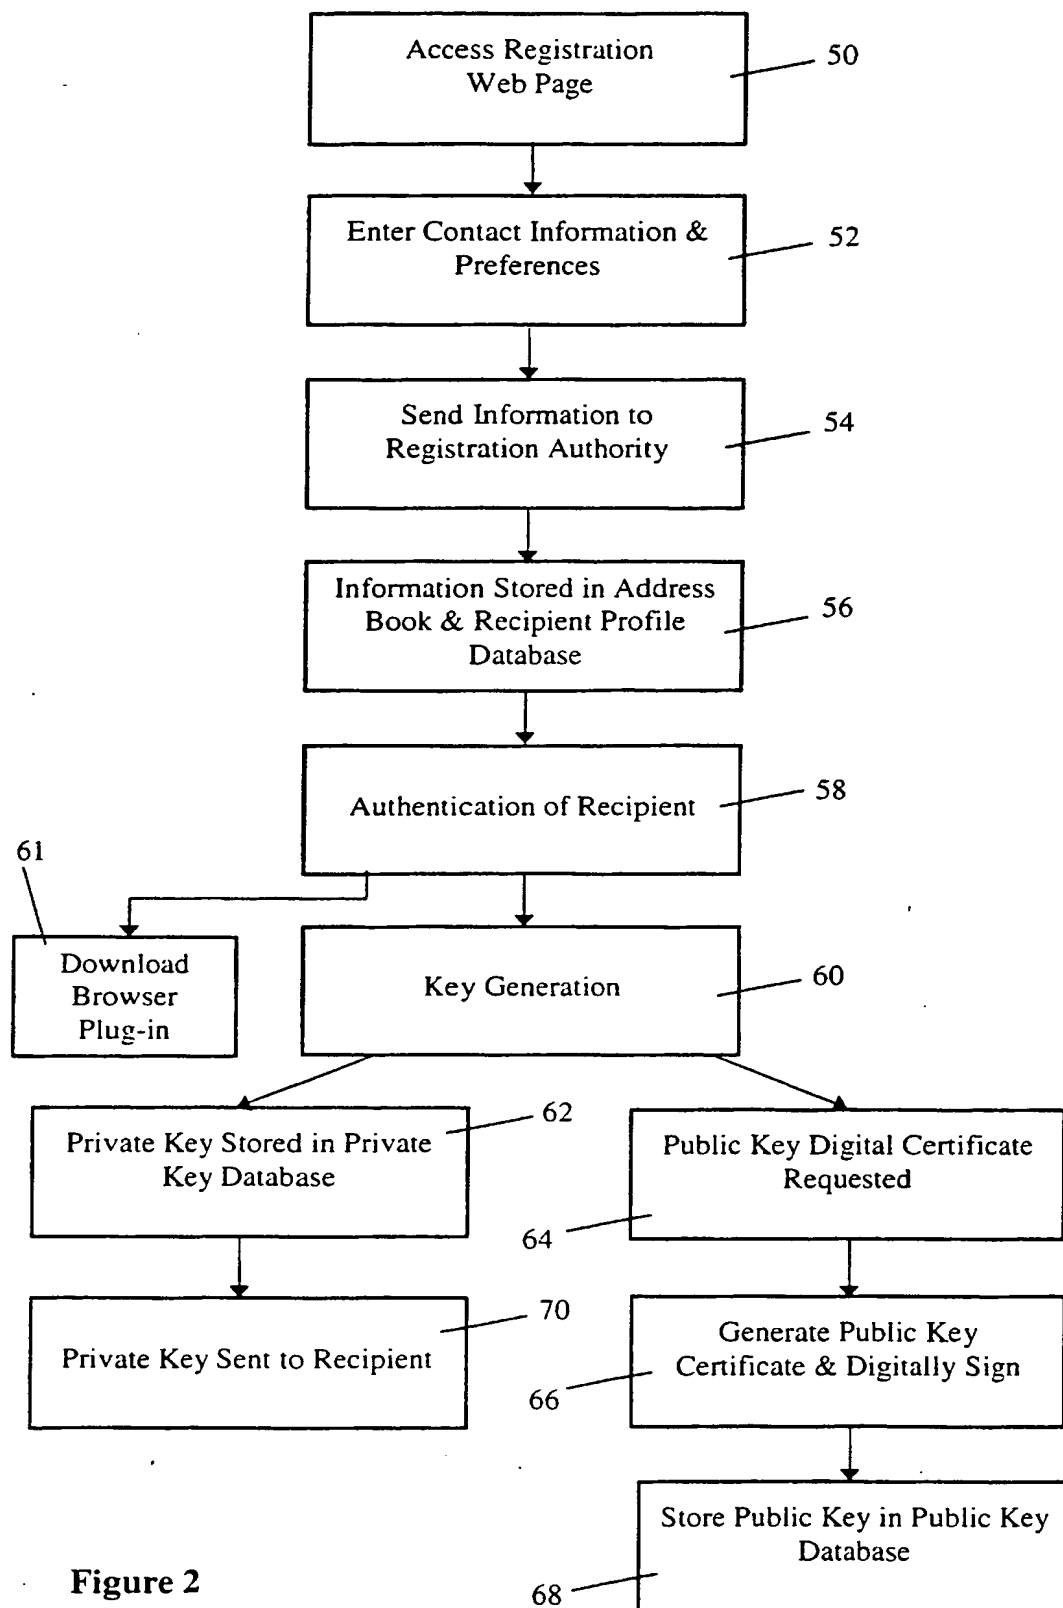 Access Registration
Web Page
50
Enter Contact Information &
Preferences
52
Send Information to
Registration Authority
54
Information Stored in Address
Book & Recipient Profile
Database
56
Authentication of Recipient
58
61
Download
Browser
Plug-in
Key Generation
60
Private Key Stored in Private
Key Database
62
Public Key Digital Certificate
Requested
64
Private Key Sent to Recipient
70
Generate Public Key
Certificate & Digitally Sign
66
Store Public Key in Public Key
Database
68
Figure 2